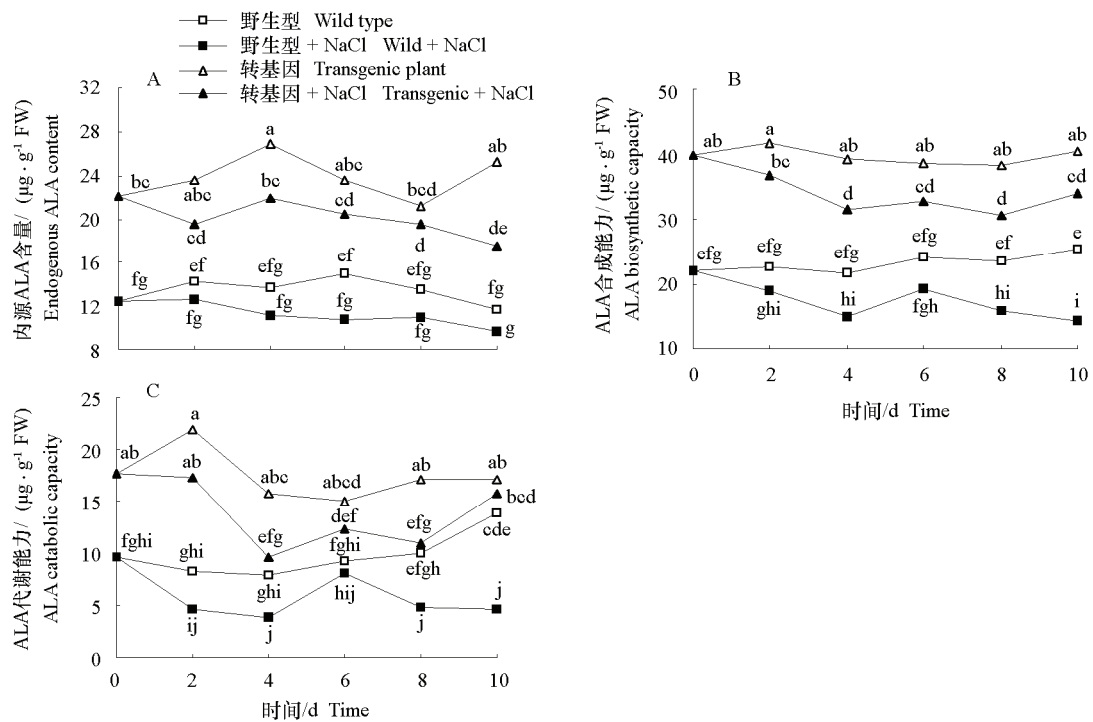 野生型 Wild type
野生型 + NaCl Wild + NaCl
转基因 Transgenic plant
转基因 + NaCl Transgenic + NaCl
A
内源ALA含量/ (μg · g⁻¹ FW)
Endogenous ALA content
32
28
24
20
16
12
8
a
ab
bc
abc
bc
abc
cd
bcd
cd
d
de
fg
ef
efg
ef
efg
fg
fg
fg
fg
fg
g
B
ALA合成能力/ (μg · g⁻¹ FW)
ALA biosynthetic capacity
50
40
30
20
10
ab
a
ab
ab
ab
ab
bc
d
cd
d
cd
efg
efg
efg
efg
ef
e
ghi
hi
fgh
hi
i
0 2 4 6 8 10
时间/d Time
C
ALA代谢能力/ (μg · g⁻¹ FW)
ALA catabolic capacity
25
20
15
10
5
0
a
ab
ab
abc
abcd
ab
ab
efg
def
efg
bcd
fghi
ghi
ghi
fghi
efgh
cde
ij
j
hij
j
j
0 2 4 6 8 10
时间/d Time